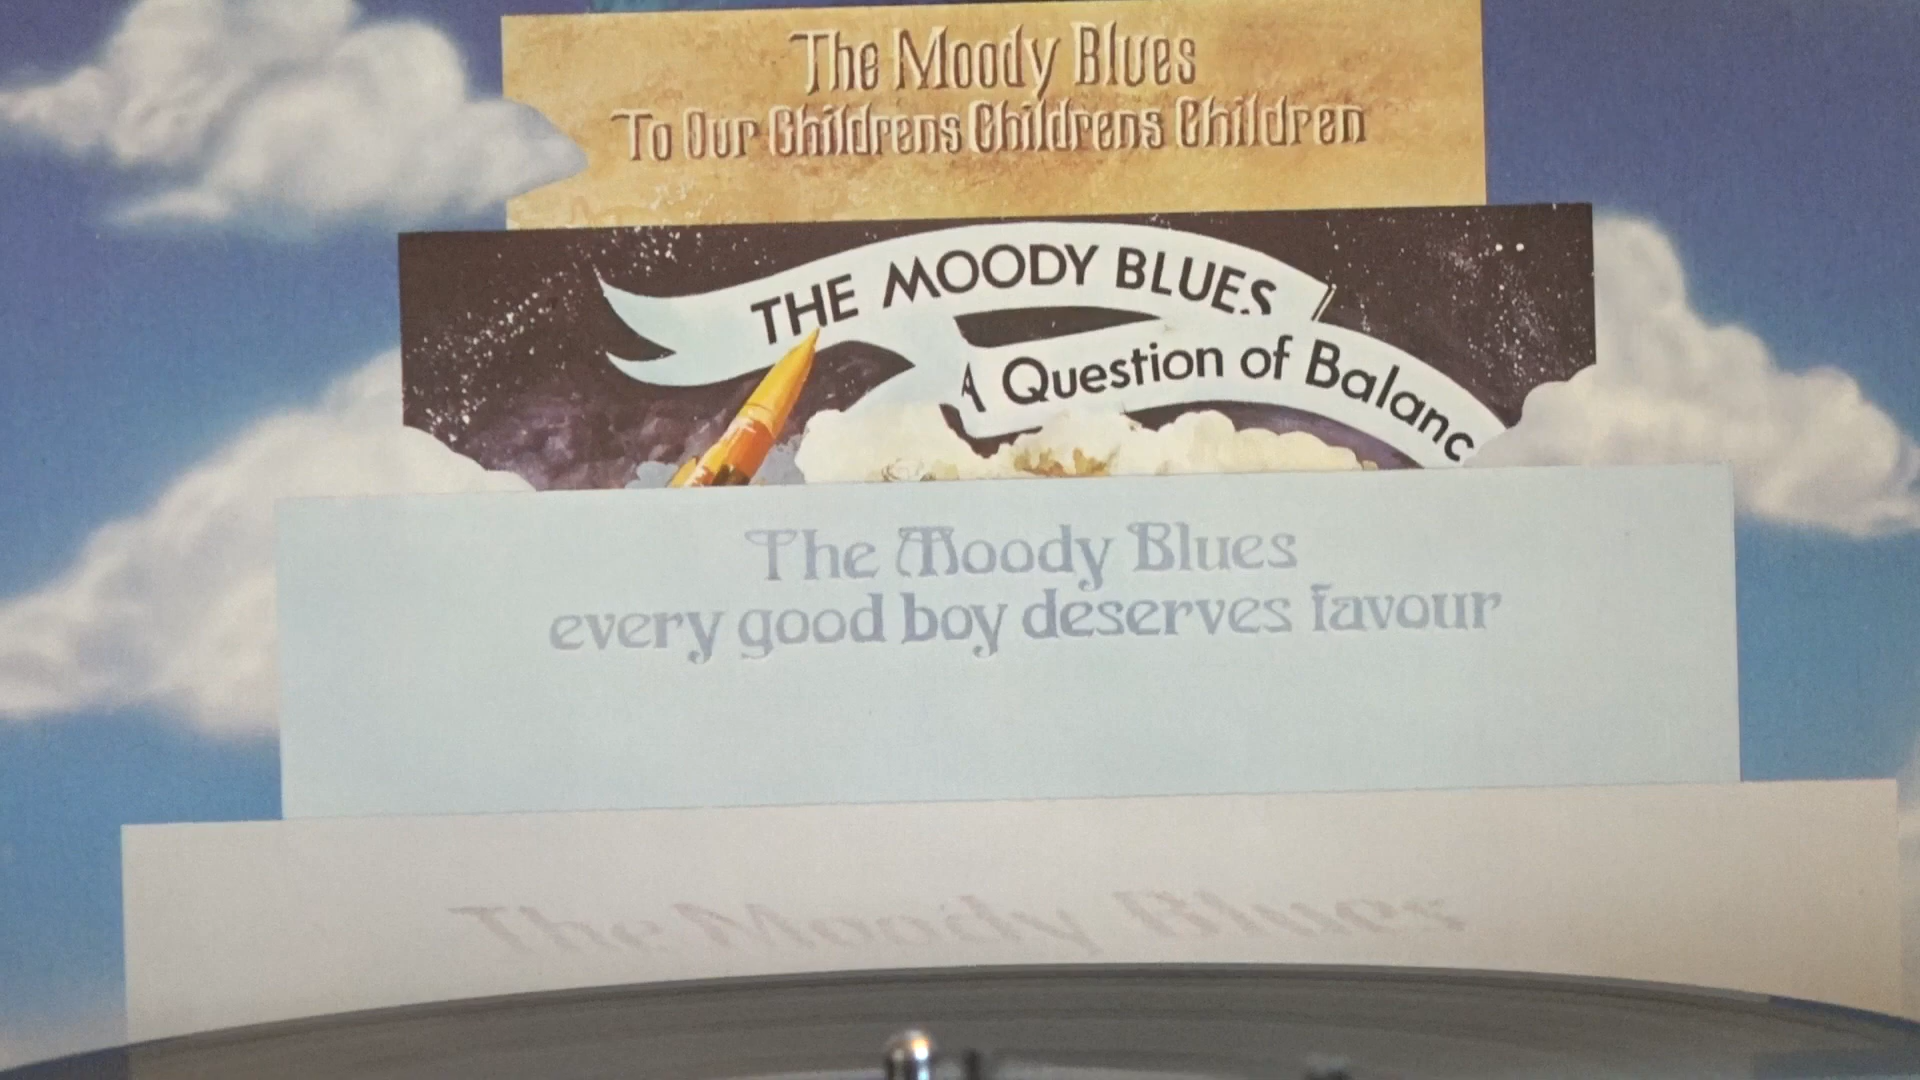 The Moody Blues
To Our Childrens Childrens Children
THE MOODY BLUES
A Question of Balanc
The Moody Blues
every good boy deserves favour
The Moody Blues